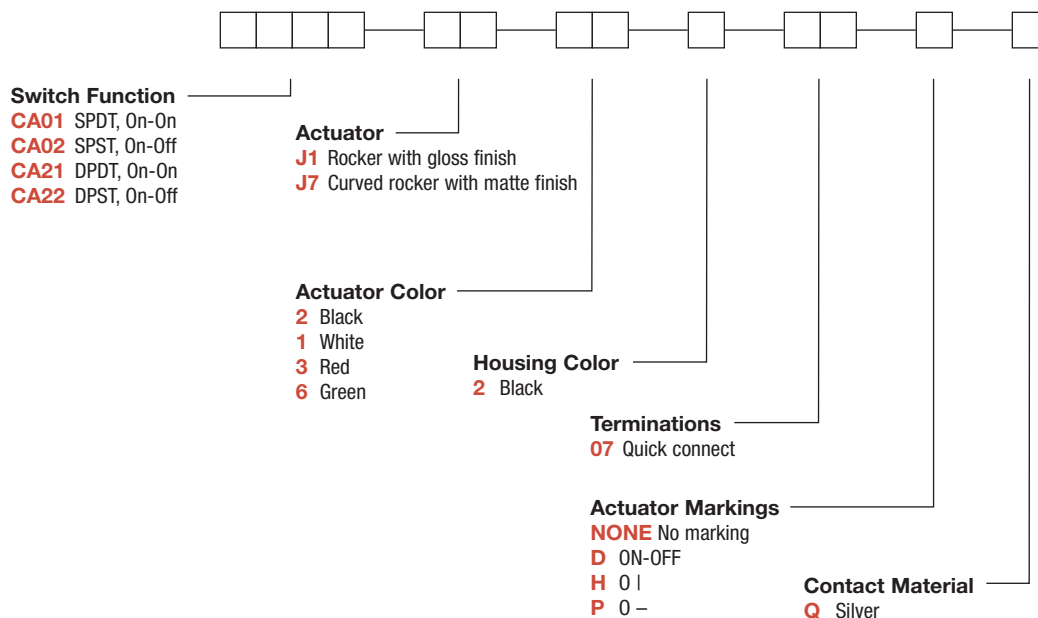 Switch Function
CA01 SPDT, On-On
CA02 SPST, On-Off
CA21 DPDT, On-On
CA22 DPST, On-Off
Actuator
J1 Rocker with gloss finish
J7 Curved rocker with matte finish
Actuator Color
2 Black
1 White
3 Red
6 Green
Housing Color
2 Black
Terminations
07 Quick connect
Actuator Markings
NONE No marking
D ON-OFF
H 0 |
P 0 –
Contact Material
Q Silver